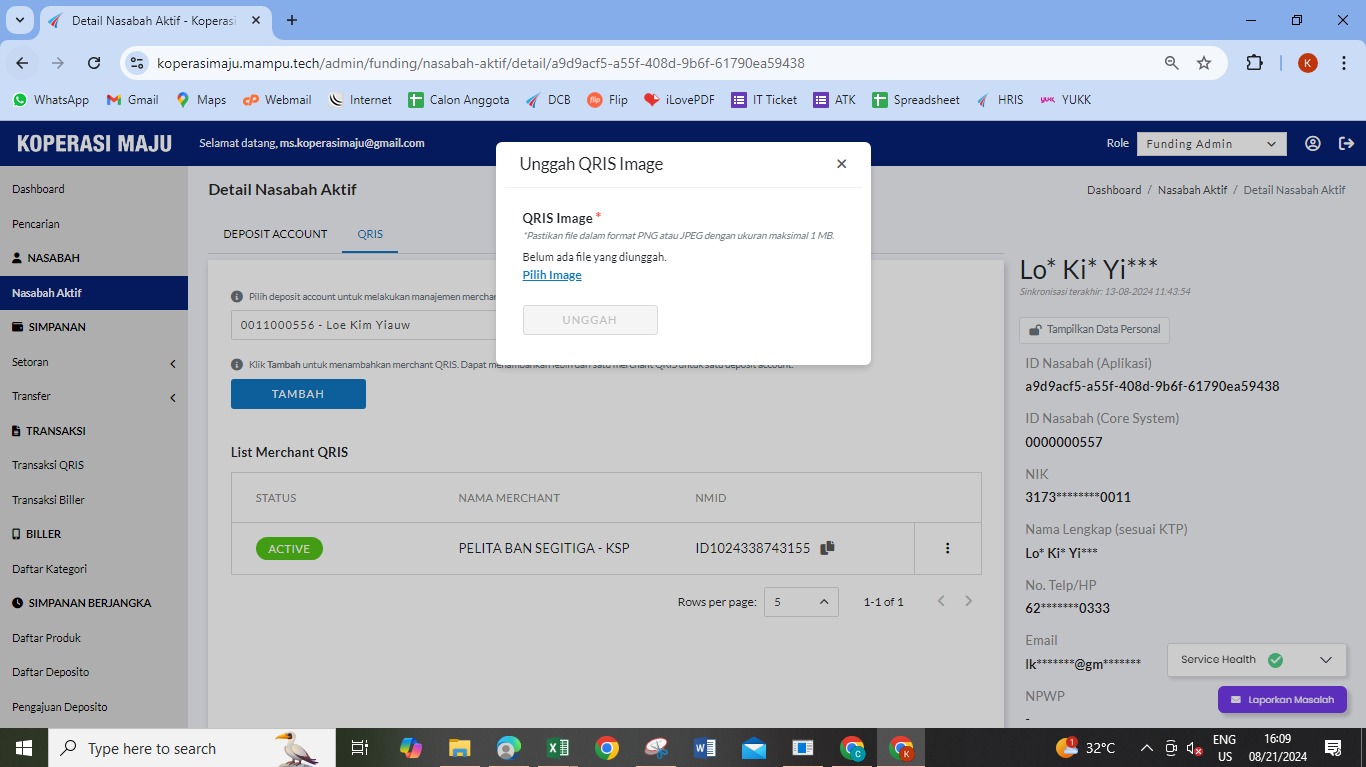 Detail Nasabah Aktif - Koperasi
koperasimaju.mampu.tech/admin/funding/nasabah-aktif/detail/a9d9acf5-a55f-408d-9b6f-61790ea59438
K
WhatsApp Gmail Maps Webmail Internet Calon Anggota DCB flip Flip iLovePDF IT Ticket ATK Spreadsheet HRIS YUKK
KOPERASI MAJU Selamat datang, ms.koperasimaju@gmail.com Role Funding Admin
Dashboard
Pencarian
NASABAH
Nasabah Aktif
SIMPANAN
Setoran
Transfer
TRANSAKSI
Transaksi QRIS
Transaksi Biller
BILLER
Daftar Kategori
SIMPANAN BERJANGKA
Daftar Produk
Daftar Deposito
Pengajuan Deposito
Detail Nasabah Aktif
Dashboard / Nasabah Aktif / Detail Nasabah Aktif
DEPOSIT ACCOUNT QRIS
Pilih deposit account untuk melakukan manajemen merchan
0011000556 - Loe Kim Yiauw
Klik Tambah untuk menambahkan merchant QRIS. Dapat menambahkan lebih dari satu merchant QRIS untuk satu deposit account.
TAMBAH
List Merchant QRIS
STATUS NAMA MERCHANT NMID
ACTIVE PELITA BAN SEGITIGA - KSP ID1024338743155
Rows per page: 5 1-1 of 1
Unggah QRIS Image
QRIS Image *
*Pastikan file dalam format PNG atau JPEG dengan ukuran maksimal 1 MB.
Belum ada file yang diunggah.
Pilih Image
UNGGAH
Lo* Ki* Yi***
Sinkronisasi terakhir: 13-08-2024 11:43:54
Tampilkan Data Personal
ID Nasabah (Aplikasi)
a9d9acf5-a55f-408d-9b6f-61790ea59438
ID Nasabah (Core System)
0000000557
NIK
3173********0011
Nama Lengkap (sesuai KTP)
Lo* Ki* Yi***
No. Telp/HP
62*******0333
Email
lk*******@gm*******
NPWP
-
Service Health
Laporkan Masalah
Type here to search
C
K
1
32°C
ENG
US
16:09
08/21/2024